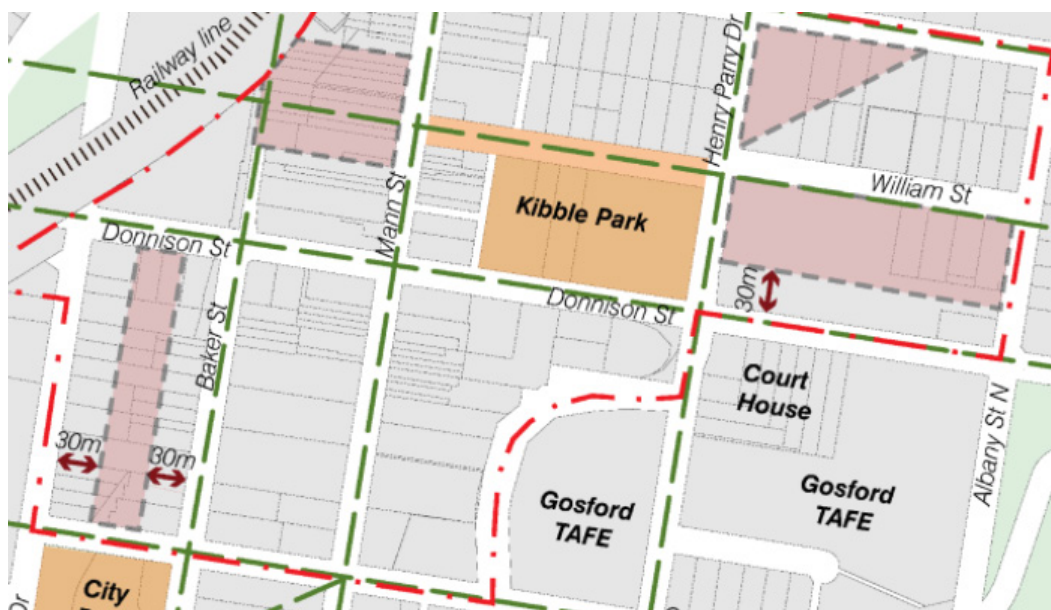 Railway line
Henry Parry Dr
William St
Mann St
Kibble Park
Donnison St
30m
Donnison St
Baker St
Court
House
Albany St N
30m
30m
Gosford
TAFE
Gosford
TAFE
City
Dr